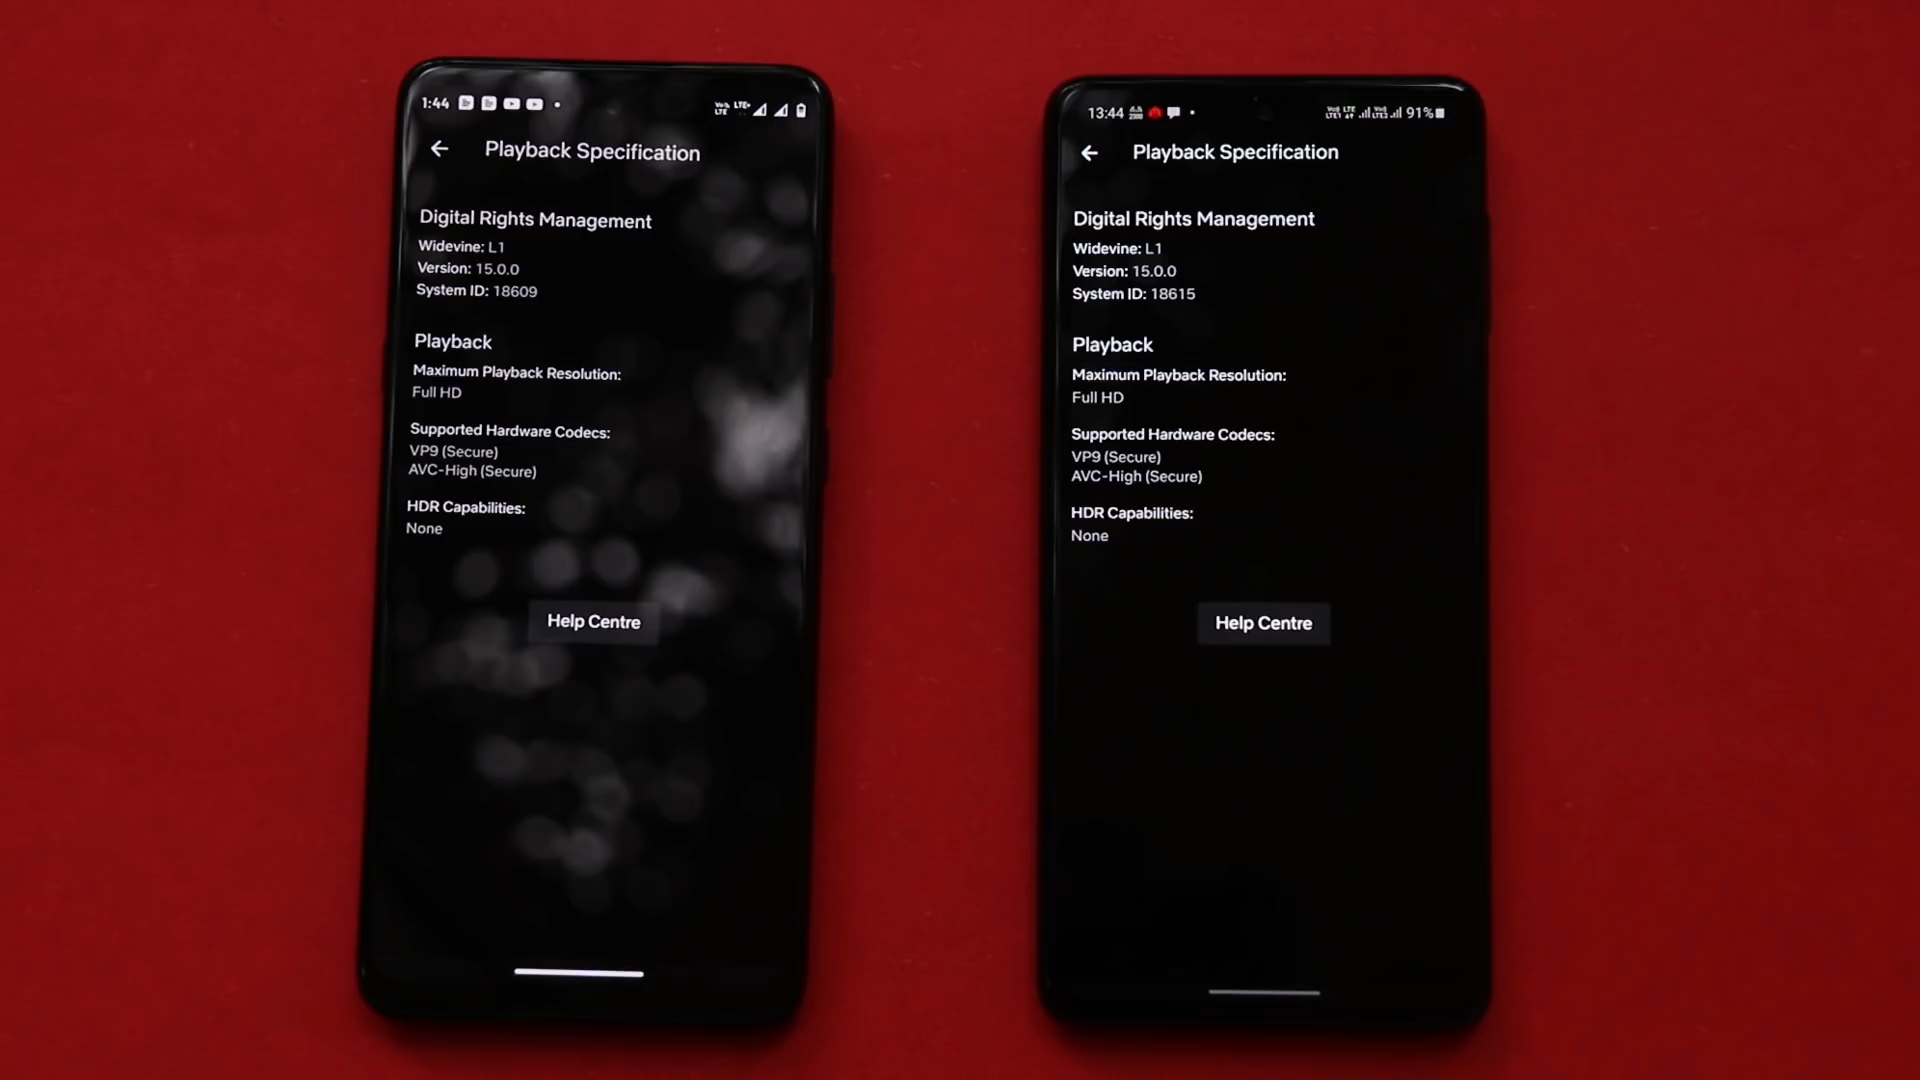 1:44
VoLTE LTE+
Playback Specification
Digital Rights Management
Widevine: L1
Version: 15.0.0
System ID: 18609
Playback
Maximum Playback Resolution:
Full HD
Supported Hardware Codecs:
VP9 (Secure)
AVC-High (Secure)
HDR Capabilities:
None
Help Centre
13:44
91%
Playback Specification
Digital Rights Management
Widevine: L1
Version: 15.0.0
System ID: 18615
Playback
Maximum Playback Resolution:
Full HD
Supported Hardware Codecs:
VP9 (Secure)
AVC-High (Secure)
HDR Capabilities:
None
Help Centre